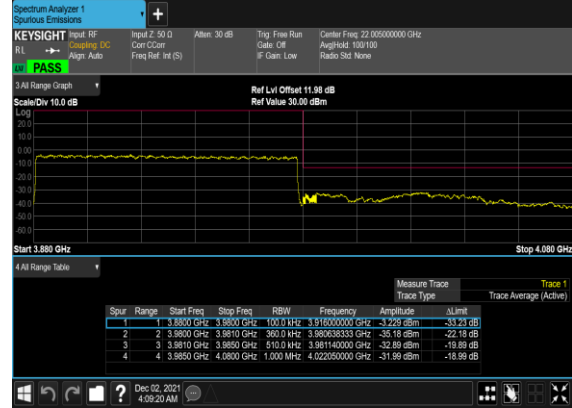 Spectrum Analyzer 1
Spurious Emissions
+
KEYSIGHT Input: RF Input Z: 50 Ω Atten: 30 dB Trig: Free Run Center Freq: 22.005000000 GHz
RL Coupling: DC Corr CCorr Gate: Off Avg|Hold: 100/100
Align: Auto Freq Ref: Int (S) IF Gain: Low Radio Std: None
PASS
3 All Range Graph
Ref Lvl Offset 11.98 dB
Scale/Div 10.0 dB Ref Value 30.00 dBm
Log
20.0
10.0
0.00
-10.0
-20.0
-30.0
-40.0
-50.0
-60.0
Start 3.880 GHz Stop 4.080 GHz
4 All Range Table
Measure Trace Trace 1
Trace Type Trace Average (Active)
Spur Range Start Freq Stop Freq RBW Frequency Amplitude ΔLimit
1 1 3.8800 GHz 3.9800 GHz 100.0 kHz 3.916000000 GHz -3.229 dBm -33.23 dB
2 2 3.9800 GHz 3.9810 GHz 360.0 kHz 3.980638333 GHz -35.18 dBm -22.18 dB
3 3 3.9810 GHz 3.9850 GHz 510.0 kHz 3.981140000 GHz -32.89 dBm -19.89 dB
4 4 3.9850 GHz 4.0800 GHz 1.000 MHz 4.022050000 GHz -31.99 dBm -18.99 dB
? Dec 02, 2021
4:09:20 AM